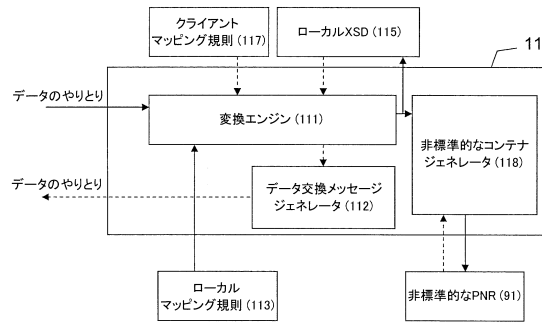 クライアント
マッピング規則(117)
ローカルXSD(115)
11
データのやりとり
変換エンジン(111)
非標準的なコンテナ
ジェネレータ(118)
データのやりとり
データ交換メッセージ
ジェネレータ(112)
ローカル
マッピング規則(113)
非標準的なPNR(91)